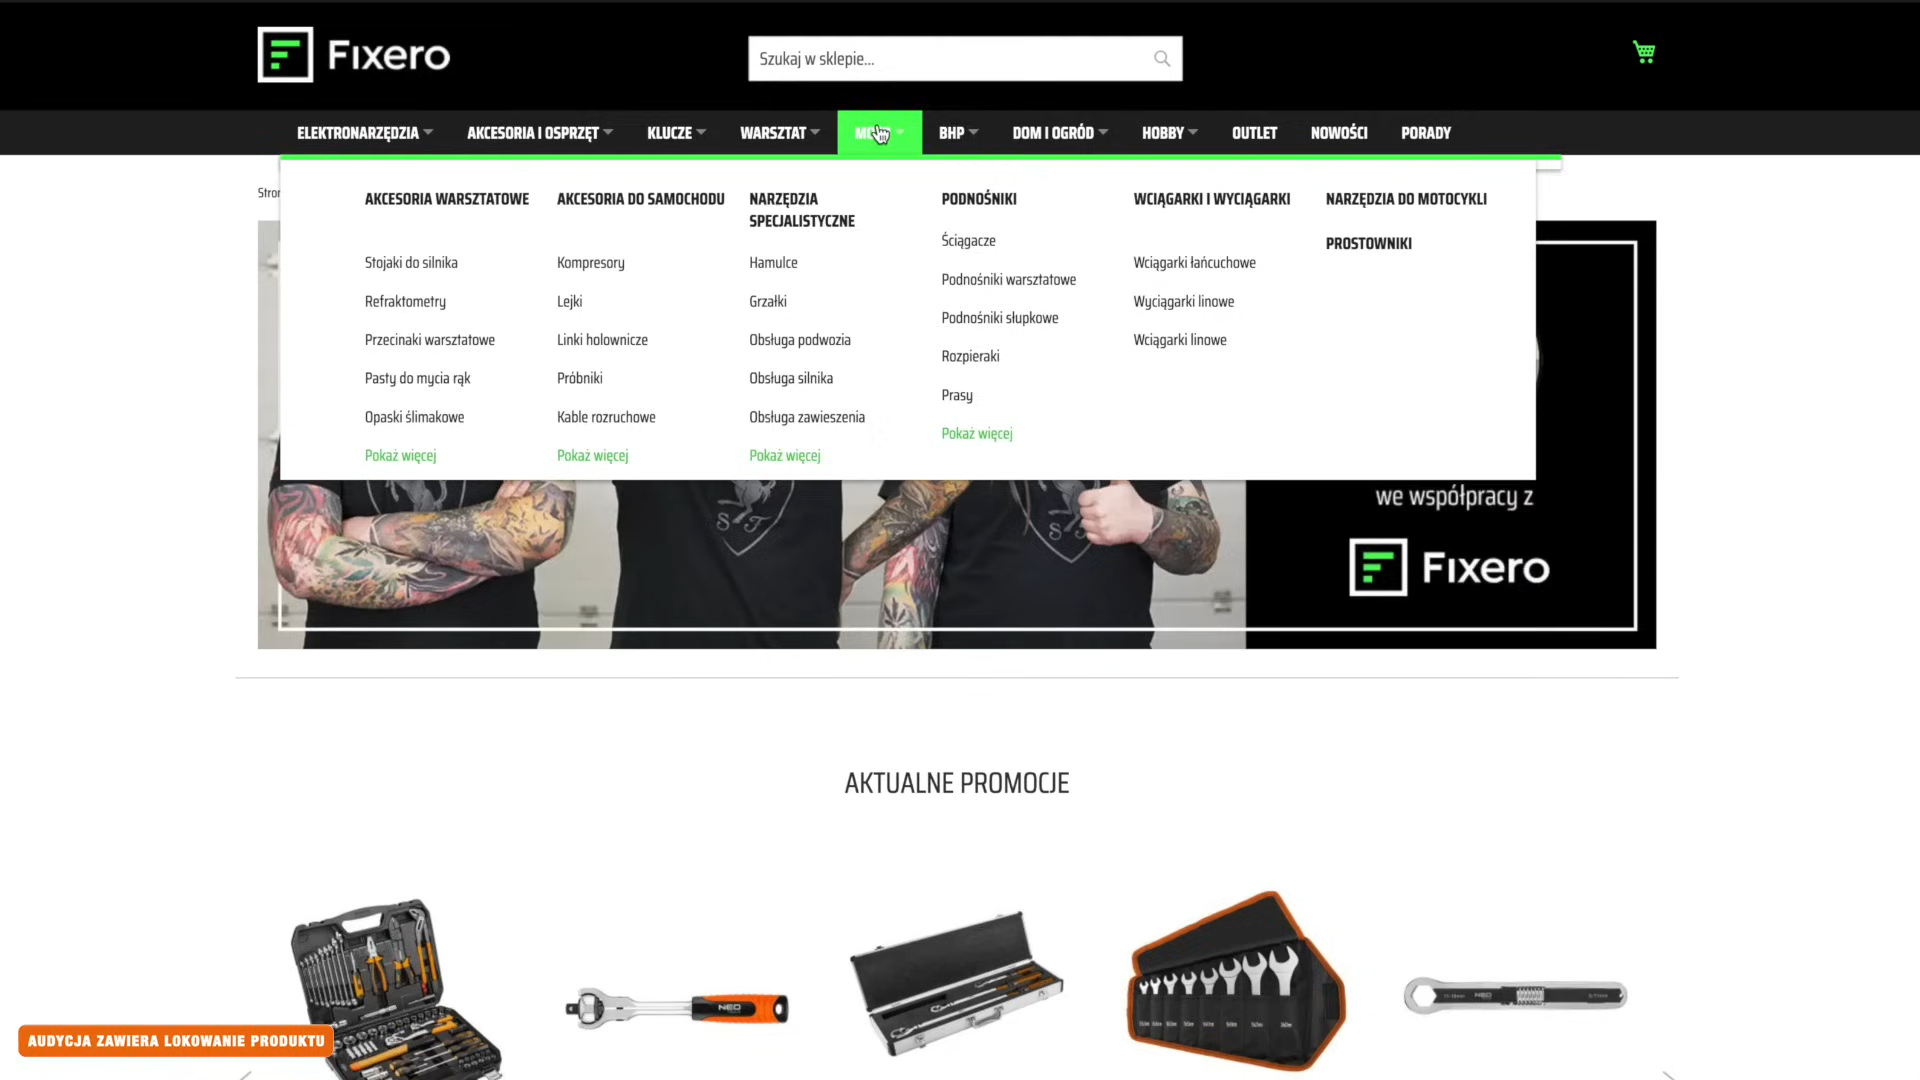 Fixero
Szukaj w sklepie...
ELEKTRONARZĘDZIA
AKCESORIA I OSPRZĘT
KLUCZE
WARSZTAT
BHP
DOM I OGRÓD
HOBBY
OUTLET
NOWOŚCI
PORADY
AKCESORIA WARSZTATOWE
Stojaki do silnika
Refraktometry
Przecinaki warsztatowe
Pasty do mycia rąk
Opaski ślimakowe
Pokaż więcej
AKCESORIA DO SAMOCHODU
Kompresory
Lejki
Linki holownicze
Próbniki
Kable rozruchowe
Pokaż więcej
NARZĘDZIA
SPECJALISTYCZNE
Hamulce
Grzałki
Obsługa podwozia
Obsługa silnika
Obsługa zawieszenia
Pokaż więcej
PODNOŚNIKI
Ściągacze
Podnośniki warsztatowe
Podnośniki słupkowe
Rozpieraki
Prasy
Pokaż więcej
WCIĄGARKI I WYCIĄGARKI
Wciągarki łańcuchowe
Wyciągarki linowe
Wciągarki linowe
NARZĘDZIA DO MOTOCYKLI
PROSTOWNIKI
S F
S F
we współpracy z
Fixero
AKTUALNE PROMOCJE
NEO
NEO
AUDYCJA ZAWIERA LOKOWANIE PRODUKTU